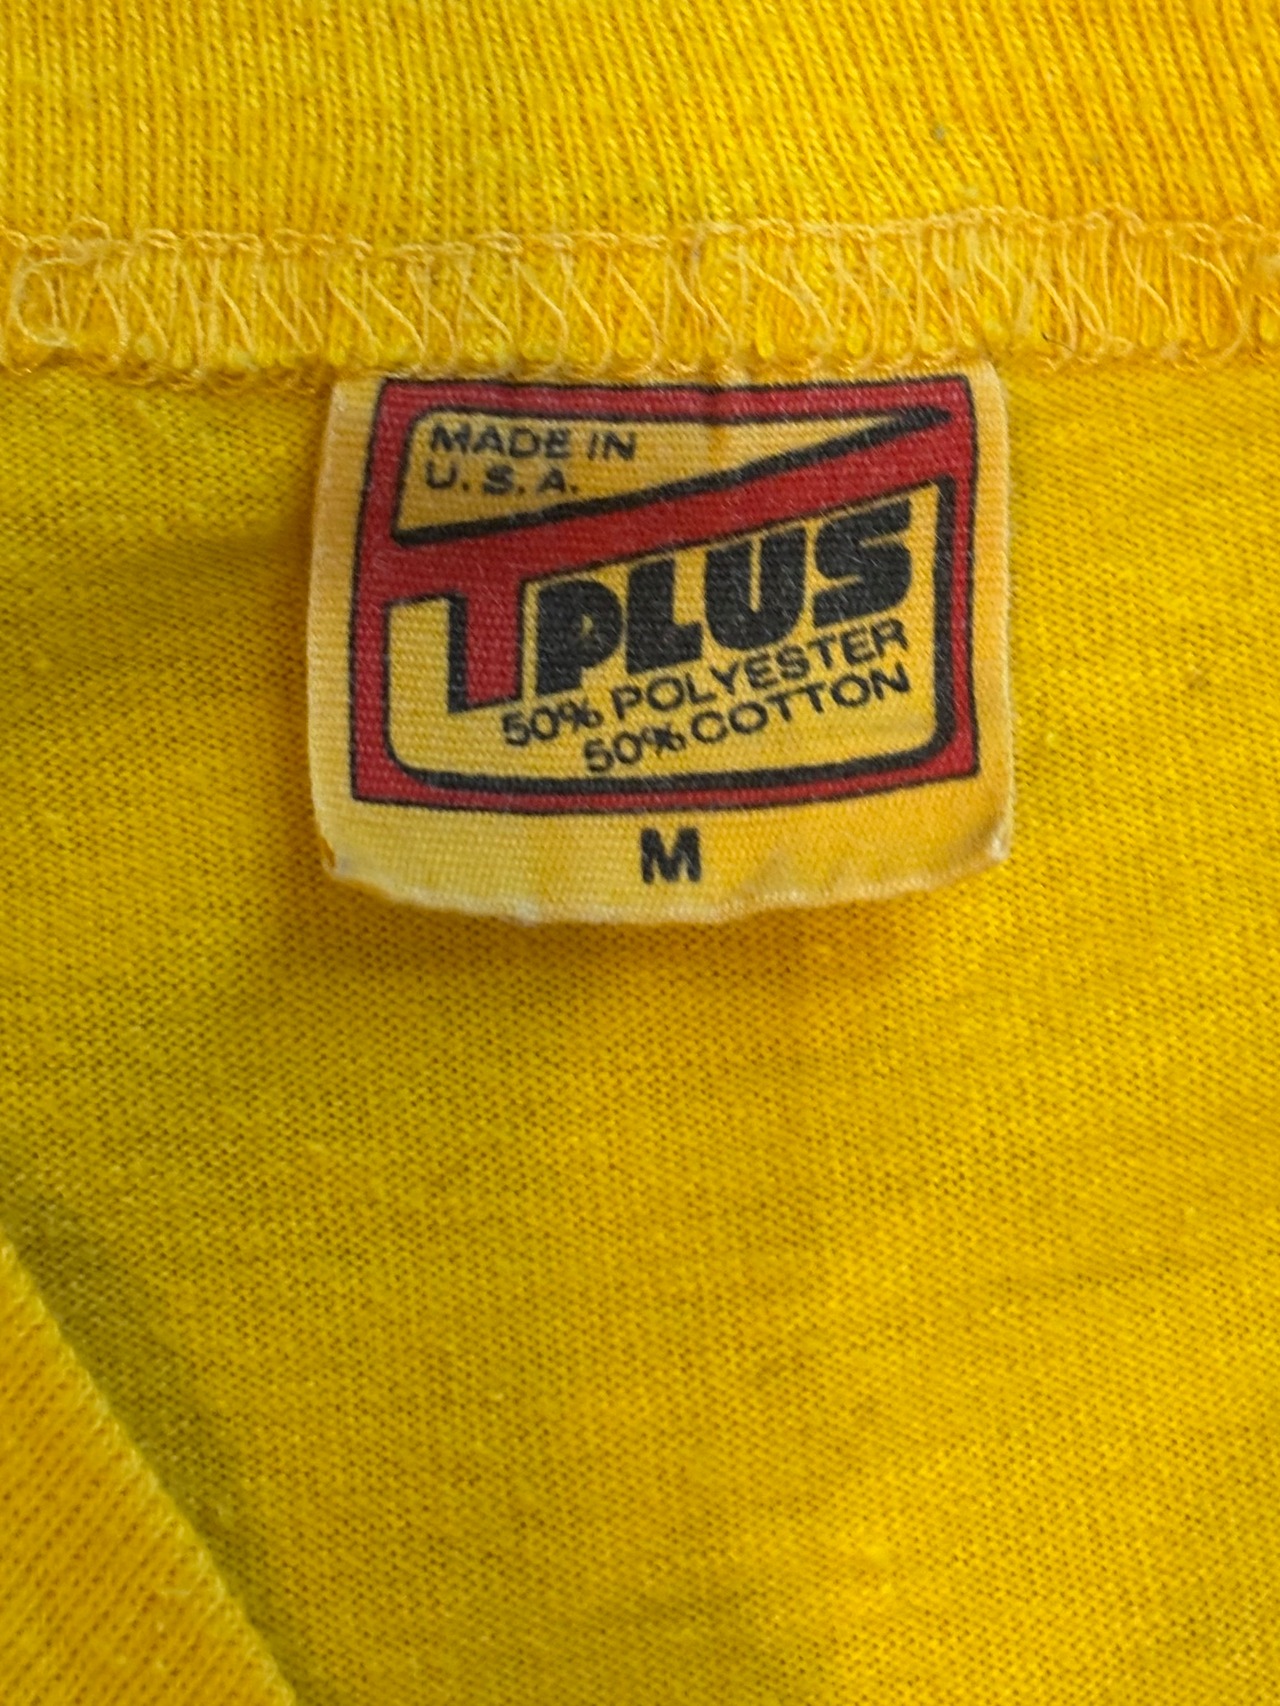 MADE IN
U.S.A.
T PLUS
50% POLYESTER
50% COTTON
M